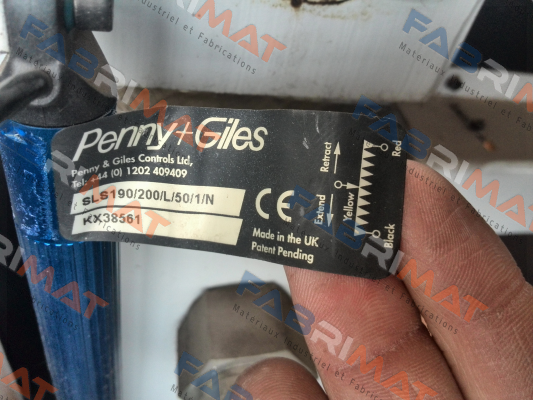 Penny+Giles
Penny & Giles Controls Ltd,
Tel: +44 (0) 1202 409409
SLS190/200/L/50/1/N
KX38561
CE
Made in the UK
Patent Pending
Retract
Extend
Yellow
Red
Black
FABRIMAT
Materiaux Industriel et Fabrications